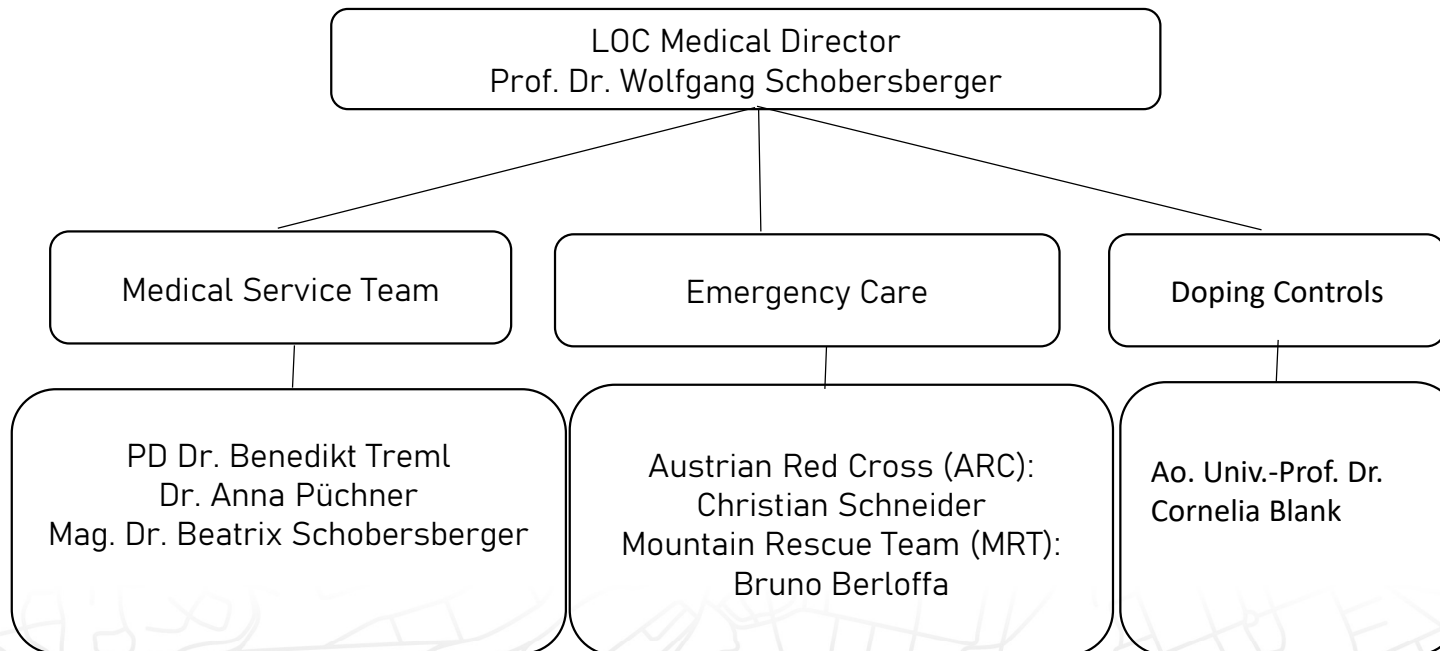 LOC Medical Director
Prof. Dr. Wolfgang Schobersberger
Medical Service Team
Emergency Care
Doping Controls
PD Dr. Benedikt Treml
Dr. Anna Püchner
Mag. Dr. Beatrix Schobersberger
Austrian Red Cross (ARC):
Christian Schneider
Mountain Rescue Team (MRT):
Bruno Berloffa
Ao. Univ.-Prof. Dr.
Cornelia Blank